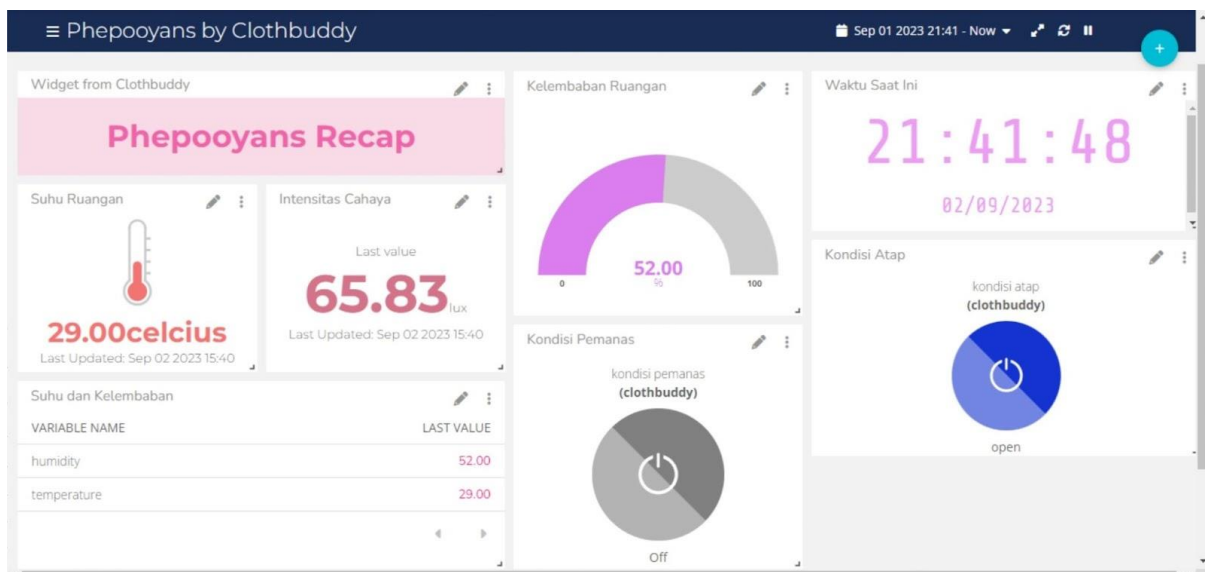 Phepooyans by Clothbuddy
Sep 01 2023 21:41 - Now
+
Widget from Clothbuddy
Phepooyans Recap
Suhu Ruangan
29.00celcius
Last Updated: Sep 02 2023 15:40
Intensitas Cahaya
Last value
65.83lux
Last Updated: Sep 02 2023 15:40
Suhu dan Kelembaban
VARIABLE NAME LAST VALUE
humidity 52.00
temperature 29.00
Kelembaban Ruangan
52.00
%
0 100
Kondisi Pemanas
kondisi pemanas
(clothbuddy)
Off
Waktu Saat Ini
21:41:48
02/09/2023
Kondisi Atap
kondisi atap
(clothbuddy)
open